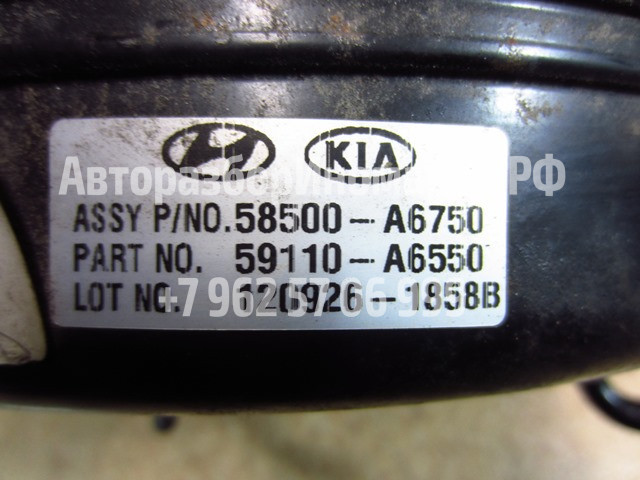 KIA
ASSY P/NO. 58500-A6750
PART NO. 59110-A6550
LOT NO. 120926-1858B